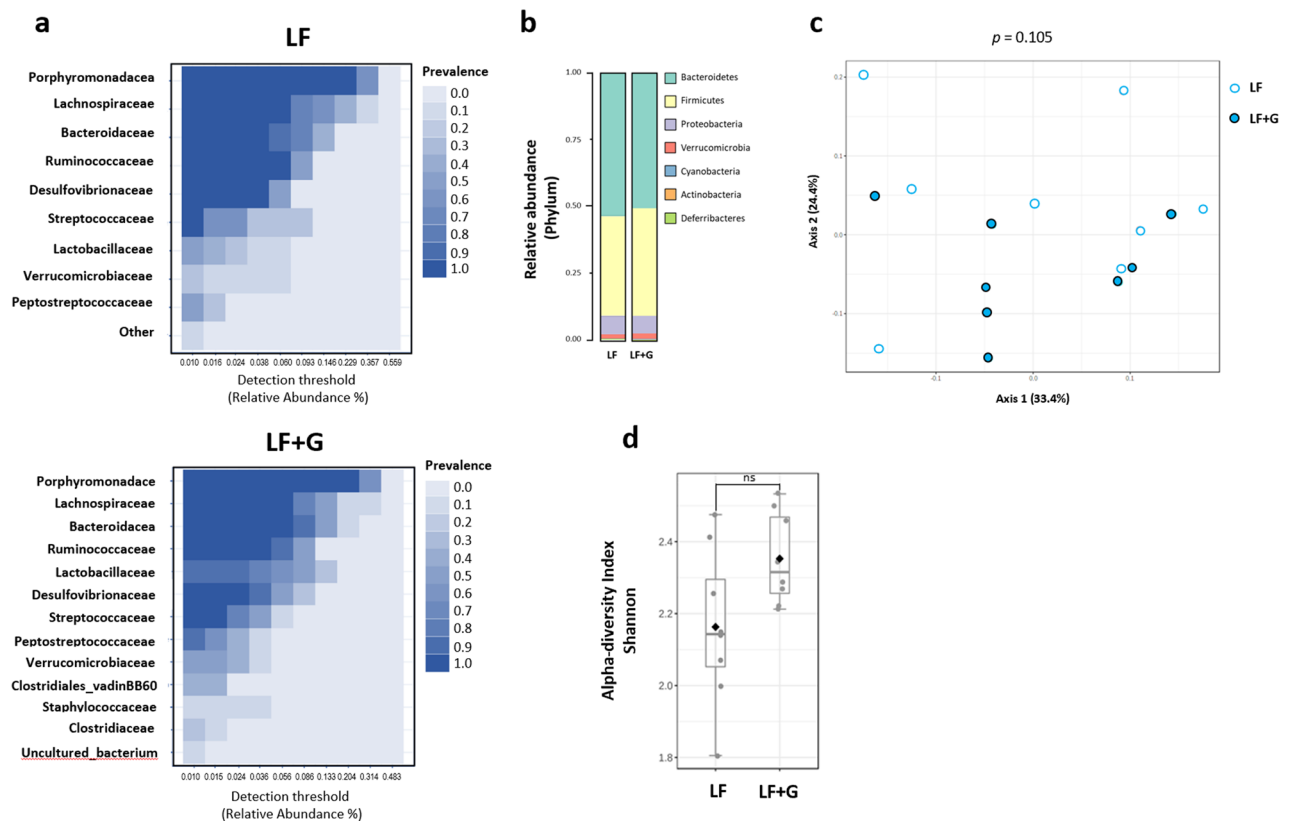 a
LF
Porphyromonadacea
Lachnospiraceae
Bacteroidaceae
Ruminococcaceae
Desulfovibrionaceae
Streptococcaceae
Lactobacillaceae
Verrucomicrobiaceae
Peptostreptococcaceae
Other
0.010 0.016 0.024 0.038 0.060 0.093 0.146 0.229 0.357 0.559
Detection threshold
(Relative Abundance %)
Prevalence
0.0
0.1
0.2
0.3
0.4
0.5
0.6
0.7
0.8
0.9
1.0
LF+G
Porphyromonadace
Lachnospiraceae
Bacteroidacea
Ruminococcaceae
Lactobacillaceae
Desulfovibrionaceae
Streptococcaceae
Peptostreptococcaceae
Verrucomicrobiaceae
Clostridiales_vadinBB60
Staphylococcaceae
Clostridiaceae
Uncultured_bacterium
0.010 0.015 0.024 0.036 0.056 0.086 0.133 0.204 0.314 0.483
Detection threshold
(Relative Abundance %)
Prevalence
0.0
0.1
0.2
0.3
0.4
0.5
0.6
0.7
0.8
0.9
1.0
b
Relative abundance
(Phylum)
1.00
0.75
0.50
0.25
0.00
LF LF+G
Bacteroidetes
Firmicutes
Proteobacteria
Verrucomicrobia
Cyanobacteria
Actinobacteria
Deferribacteres
c
p = 0.105
Axis 2 (24.4%)
0.2
0.1
0.0
-0.1
-0.1 0.0 0.1
Axis 1 (33.4%)
LF
LF+G
d
Alpha-diversity Index
Shannon
ns
2.4
2.2
2.0
1.8
LF LF+G